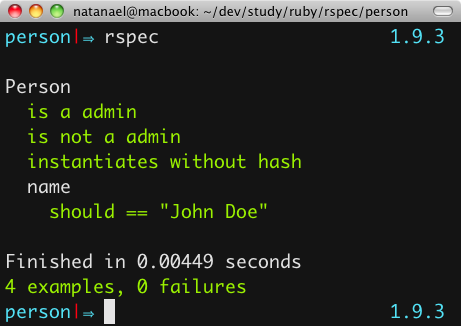 natanael@macbook: ~/dev/study/ruby/rspec/person
person|⇒ rspec 1.9.3
Person
is a admin
is not a admin
instantiates without hash
name
should == "John Doe"
Finished in 0.00449 seconds
4 examples, 0 failures
person|⇒ 1.9.3